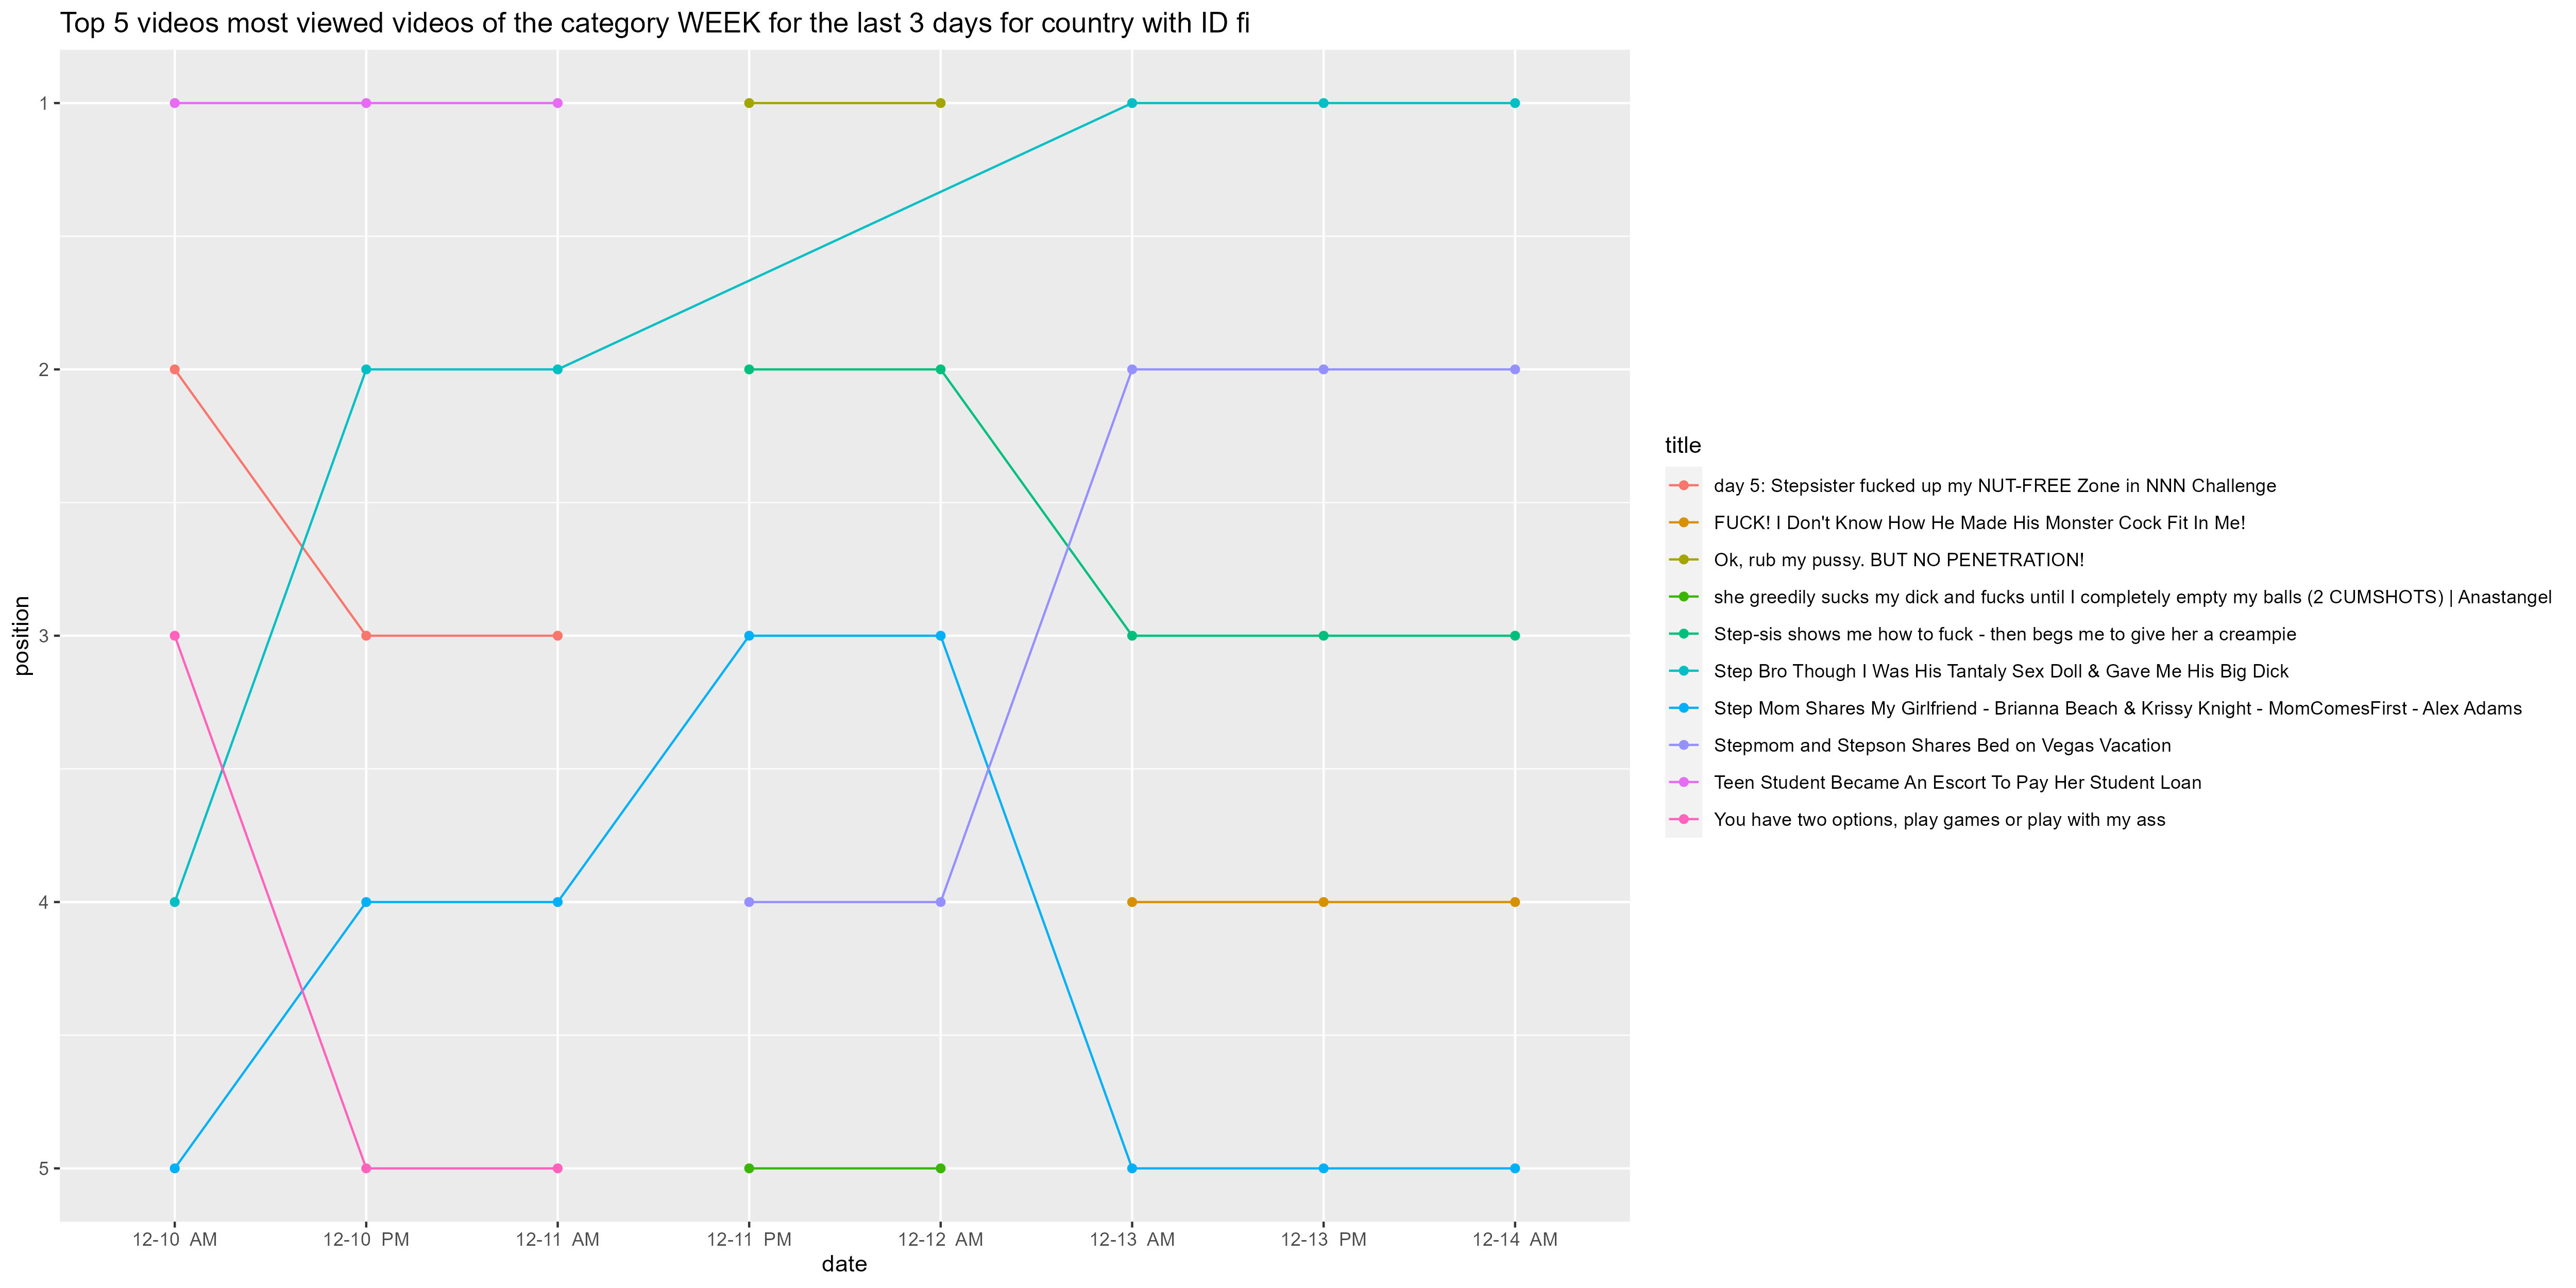 Top 5 videos most viewed videos of the category WEEK for the last 3 days for country with ID fi
1
2
3
4
5
position
12-10 AM
12-10 PM
12-11 AM
12-11 PM
12-12 AM
12-13 AM
12-13 PM
12-14 AM
date
title
day 5: Stepsister fucked up my NUT-FREE Zone in NNN Challenge
FUCK! I Don't Know How He Made His Monster Cock Fit In Me!
Ok, rub my pussy. BUT NO PENETRATION!
she greedily sucks my dick and fucks until I completely empty my balls (2 CUMSHOTS) | Anastangel
Step-sis shows me how to fuck - then begs me to give her a creampie
Step Bro Though I Was His Tantaly Sex Doll & Gave Me His Big Dick
Step Mom Shares My Girlfriend - Brianna Beach & Krissy Knight - MomComesFirst - Alex Adams
Stepmom and Stepson Shares Bed on Vegas Vacation
Teen Student Became An Escort To Pay Her Student Loan
You have two options, play games or play with my ass